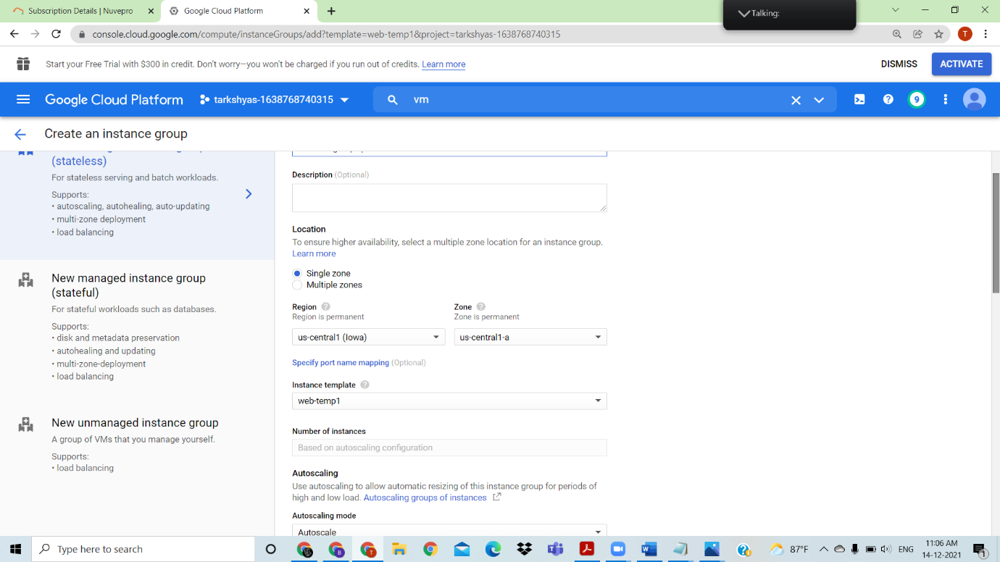 Subscription Details | Nuvepro
Google Cloud Platform
Talking:
console.cloud.google.com/compute/instanceGroups/add?template=web-temp1&project=tarkshyas-1638768740315
T
Start your Free Trial with $300 in credit. Don't worry—you won't be charged if you run out of credits. Learn more
DISMISS
ACTIVATE
Google Cloud Platform
tarkshyas-1638768740315
vm
9
Create an instance group
(stateless)
For stateless serving and batch workloads.
Supports:
• autoscaling, autohealing, auto-updating
• multi-zone deployment
• load balancing
New managed instance group
(stateful)
For stateful workloads such as databases.
Supports:
• disk and metadata preservation
• autohealing and updating
• multi-zone-deployment
• load balancing
New unmanaged instance group
A group of VMs that you manage yourself.
Supports:
• load balancing
Description (Optional)
Location
To ensure higher availability, select a multiple zone location for an instance group.
Learn more
Single zone
Multiple zones
Region
Region is permanent
us-central1 (Iowa)
Zone
Zone is permanent
us-central1-a
Specify port name mapping (Optional)
Instance template
web-temp1
Number of instances
Based on autoscaling configuration
Autoscaling
Use autoscaling to allow automatic resizing of this instance group for periods of
high and low load. Autoscaling groups of instances
Autoscaling mode
Autoscale
Type here to search
87°F
ENG
11:06 AM
14-12-2021
1